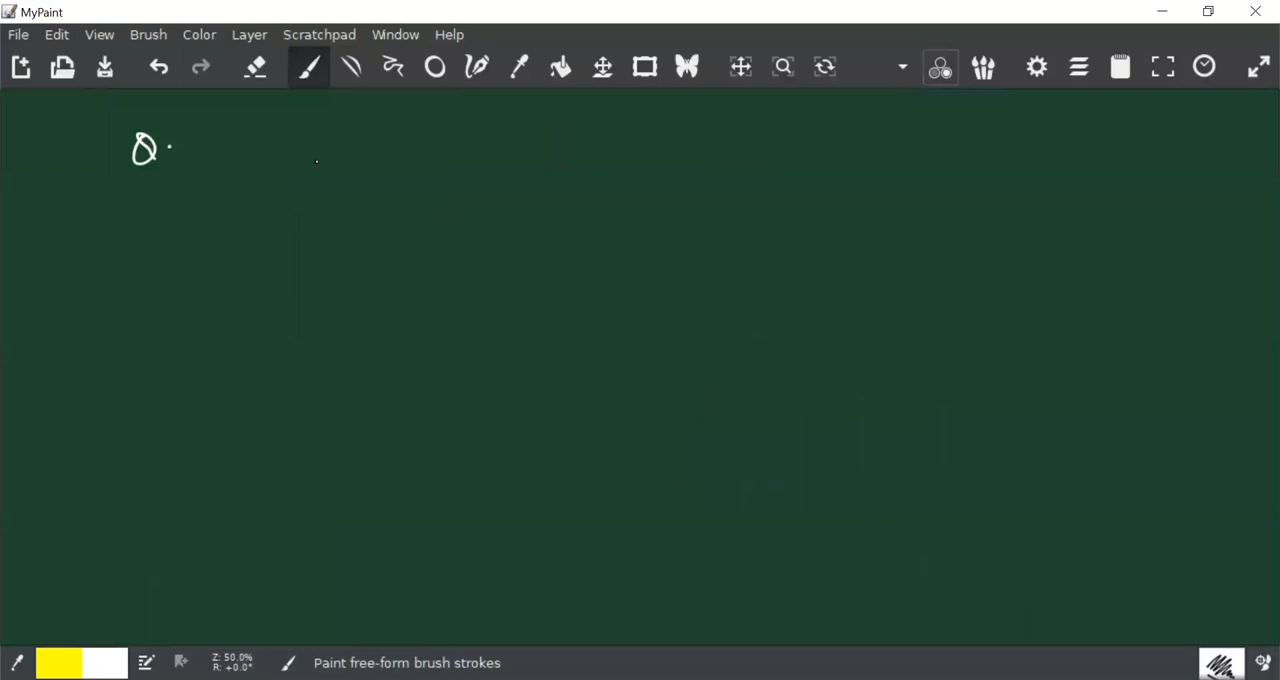 MyPaint
File Edit View Brush Color Layer Scratchpad Window Help
Q.
Z: 50.0%
R: +0.0°
Paint free-form brush strokes